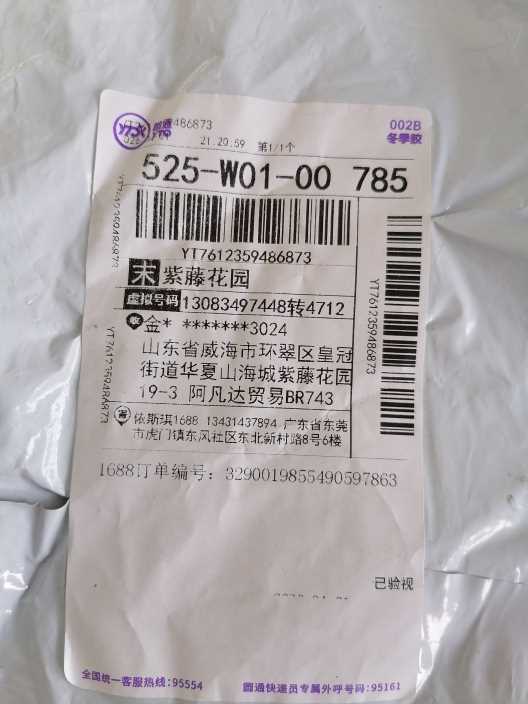 002B
冬季胶
21:20:59 第1/1个
525-W01-00 785
YT7612359486873
末 紫藤花园
虚拟号码 13083497448转4712
收 金* *******3024
山东省威海市环翠区皇冠
街道华夏山海城紫藤花园
19-3 阿凡达贸易BR743
寄 依斯琪1688 13431437894 广东省东莞
市虎门镇东风社区东北新村路8号6楼
YT7612359486873
YT7612359486873
YT7612359486873
1688订单编号: 3290019855490597863
已验视
全国统一客服热线:95554
圆通快递员专属外呼号码:95161